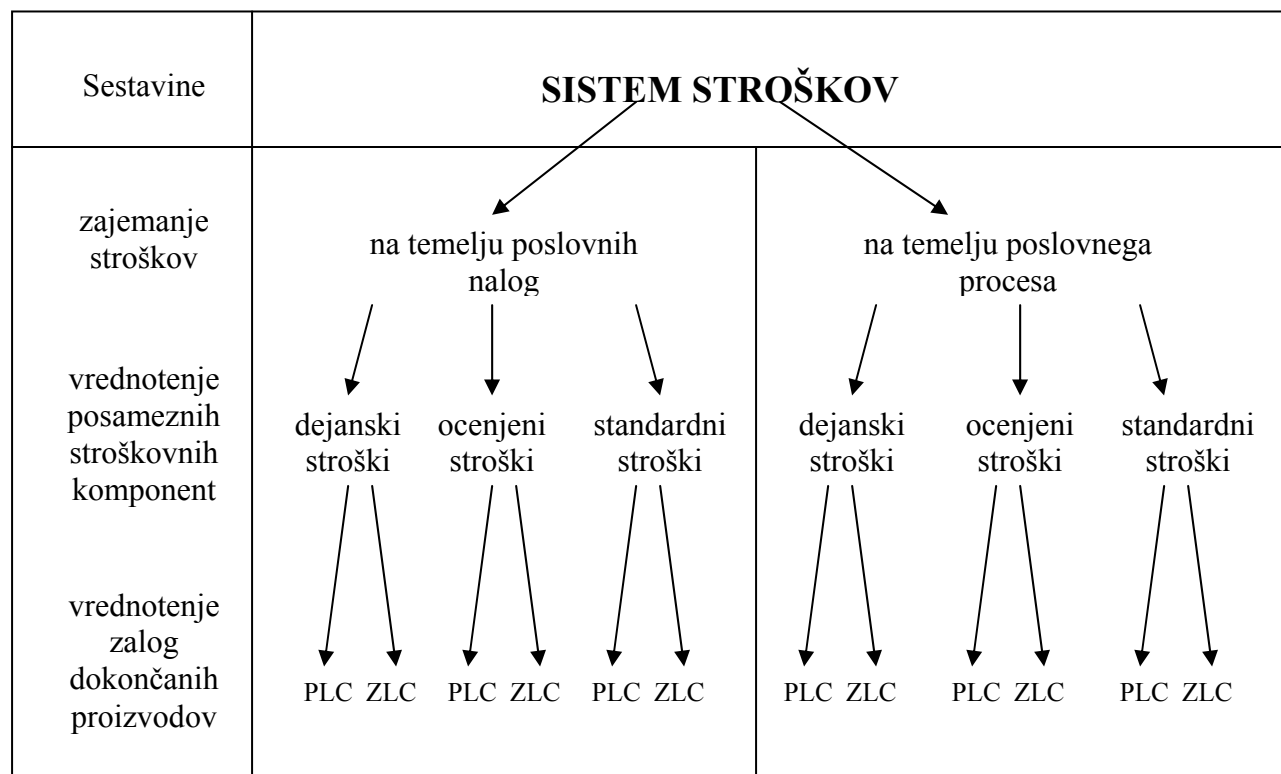 Sestavine
SISTEM STROŠKOV
zajemanje
stroškov
na temelju poslovnih
nalog
na temelju poslovnega
procesa
vrednotenje
posameznih
stroškovnih
komponent
dejanski
stroški
ocenjeni
stroški
standardni
stroški
dejanski
stroški
ocenjeni
stroški
standardni
stroški
vrednotenje
zalog
dokončanih
proizvodov
PLC ZLC
PLC ZLC
PLC ZLC
PLC ZLC
PLC ZLC
PLC ZLC